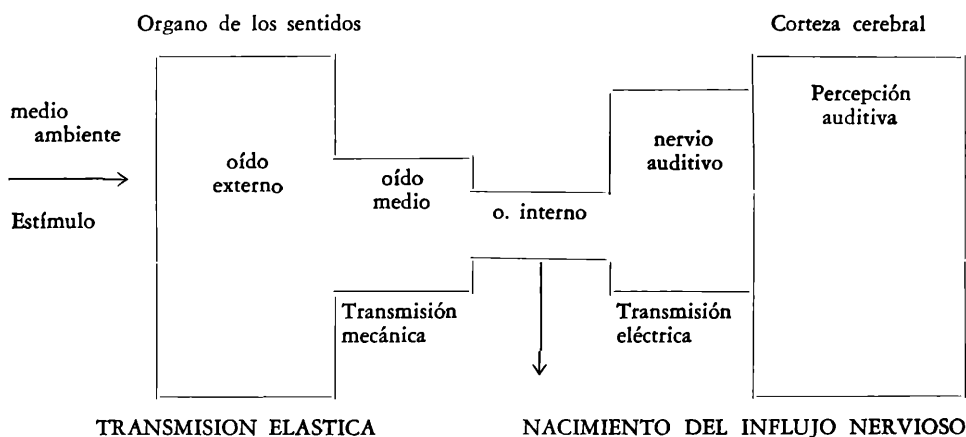 Organo de los sentidos
Corteza cerebral
medio
ambiente
Estímulo
oído
externo
oído
medio
o. interno
nervio
auditivo
Percepción
auditiva
Transmisión
mecánica
Transmisión
eléctrica
TRANSMISION ELASTICA
NACIMIENTO DEL INFLUJO NERVIOSO